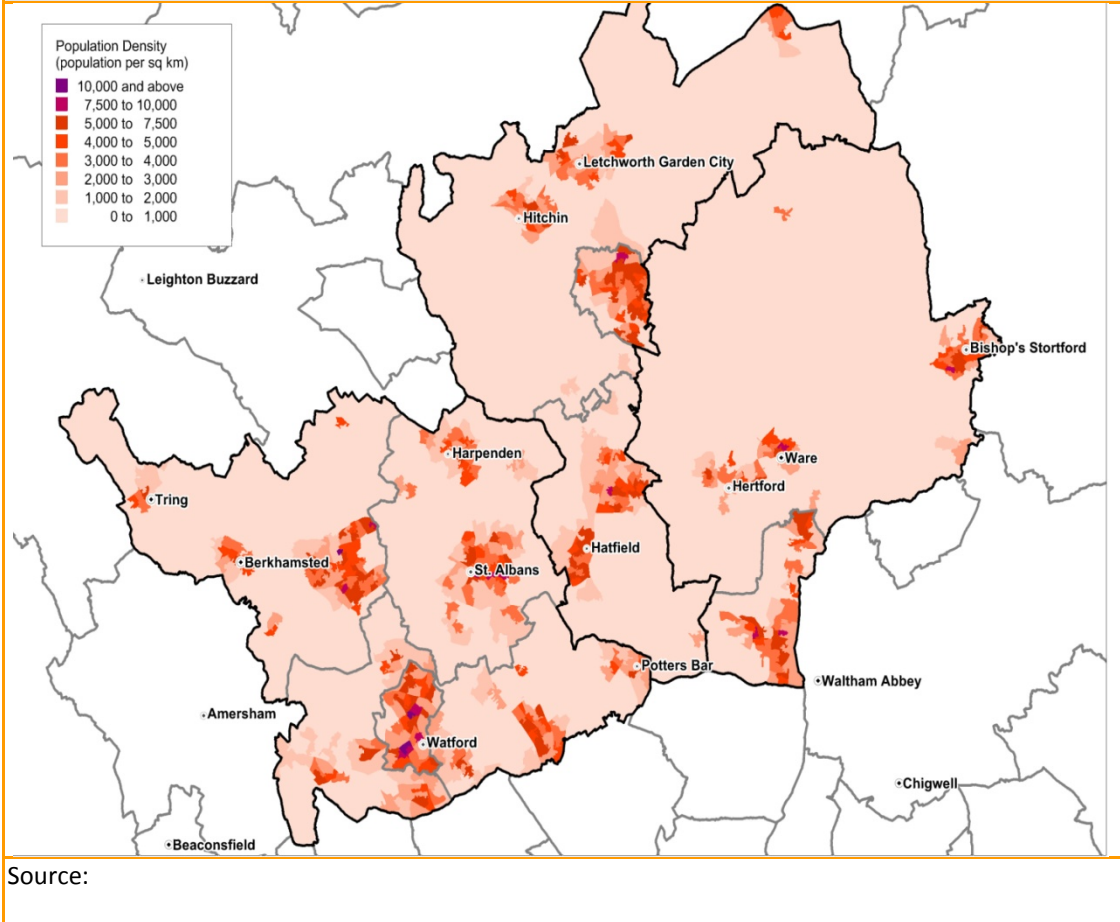 Population Density
(population per sq km)
10,000 and above
7,500 to 10,000
5,000 to 7,500
4,000 to 5,000
3,000 to 4,000
2,000 to 3,000
1,000 to 2,000
0 to 1,000
Letchworth Garden City
Hitchin
Leighton Buzzard
Bishop's Stortford
Harpenden
Ware
Hertford
Tring
Hatfield
Berkhamsted
St. Albans
Potters Bar
Waltham Abbey
Amersham
Watford
Chigwell
Beaconsfield
Source: